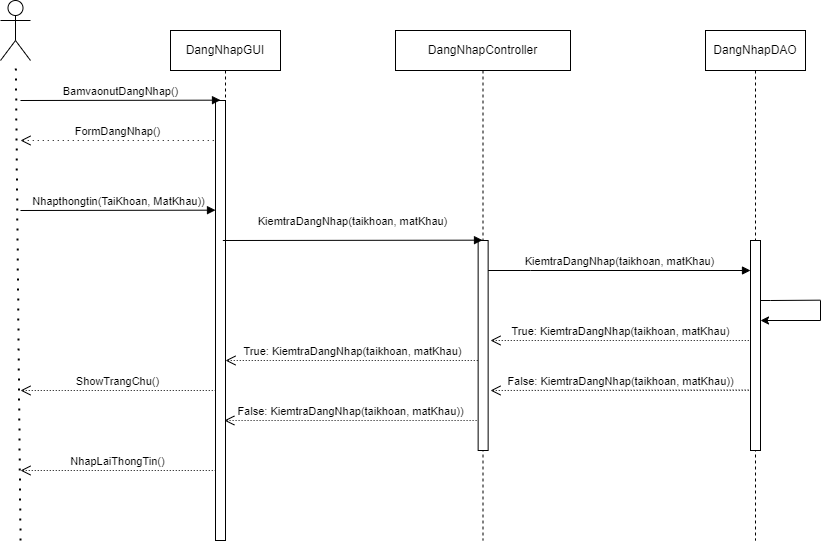 DangNhapGUI
DangNhapController
DangNhapDAO
BamvaonutDangNhap()
FormDangNhap()
Nhapthongtin(TaiKhoan, MatKhau))
KiemtraDangNhap(taikhoan, matKhau)
KiemtraDangNhap(taikhoan, matKhau)
True: KiemtraDangNhap(taikhoan, matKhau)
True: KiemtraDangNhap(taikhoan, matKhau)
ShowTrangChu()
False: KiemtraDangNhap(taikhoan, matKhau))
False: KiemtraDangNhap(taikhoan, matKhau))
NhapLaiThongTin()